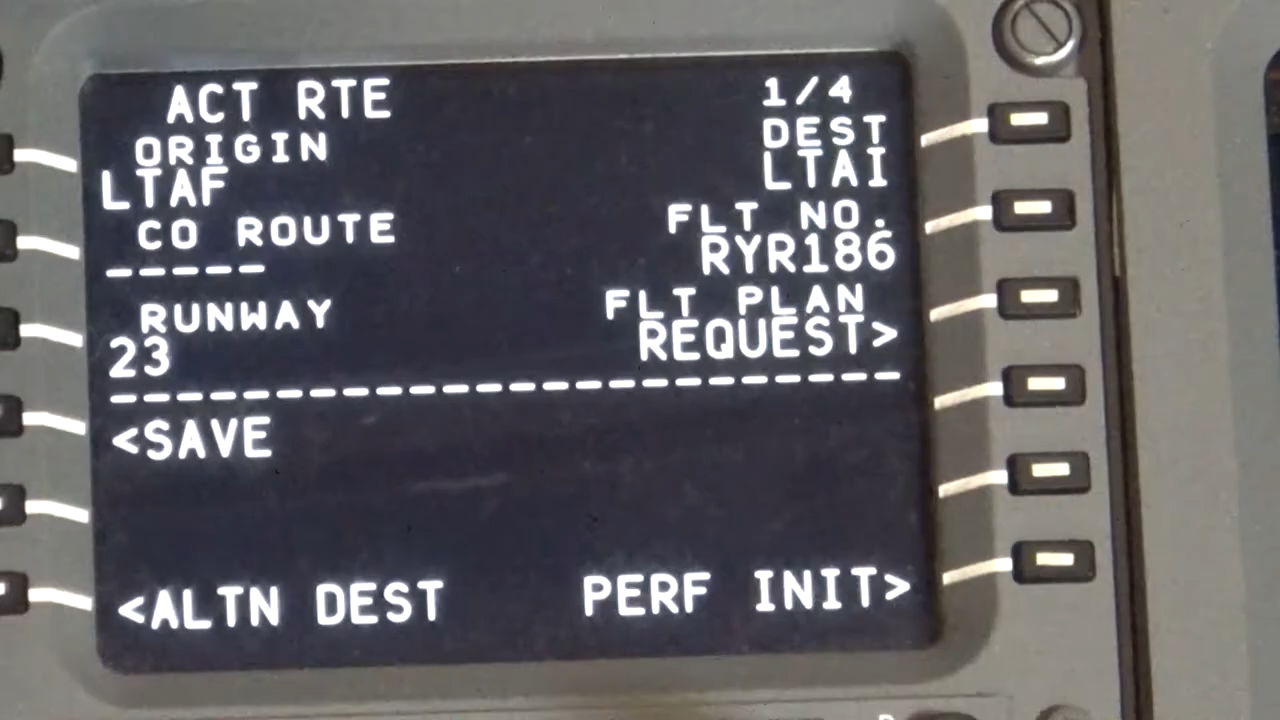 ACT RTE 1/4
ORIGIN DEST
LTAF LTAI
CO ROUTE FLT NO.
----- RYR186
RUNWAY FLT PLAN
23 REQUEST>
-----------------------
<SAVE
<ALTN DEST PERF INIT>